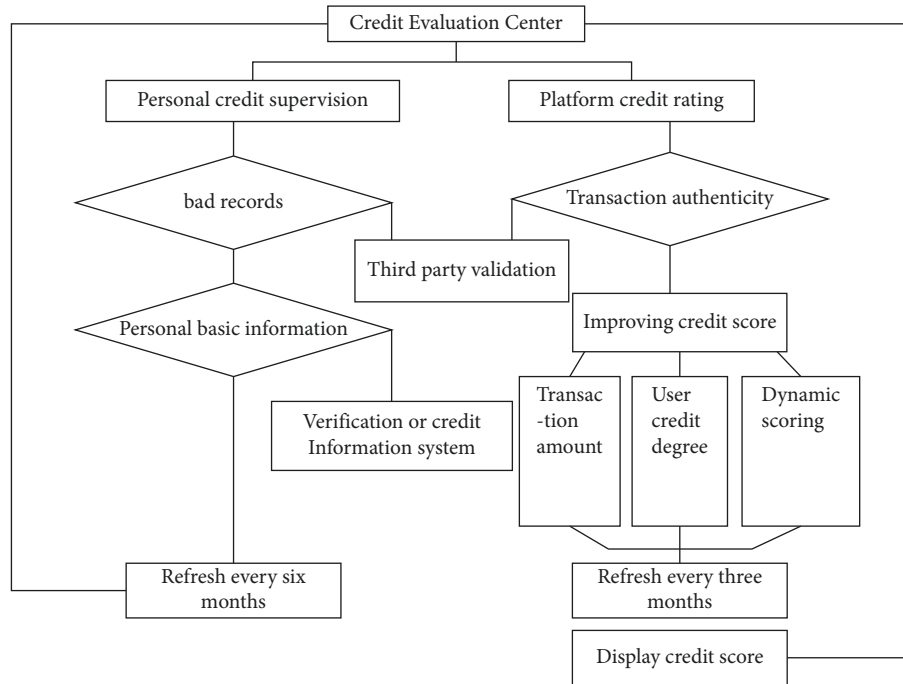 Credit Evaluation Center
Personal credit supervision
Platform credit rating
bad records
Transaction authenticity
Third party validation
Personal basic information
Improving credit score
Verification or credit
Information system
Transac
-tion
amount
User
credit
degree
Dynamic
scoring
Refresh every six
months
Refresh every three
months
Display credit score